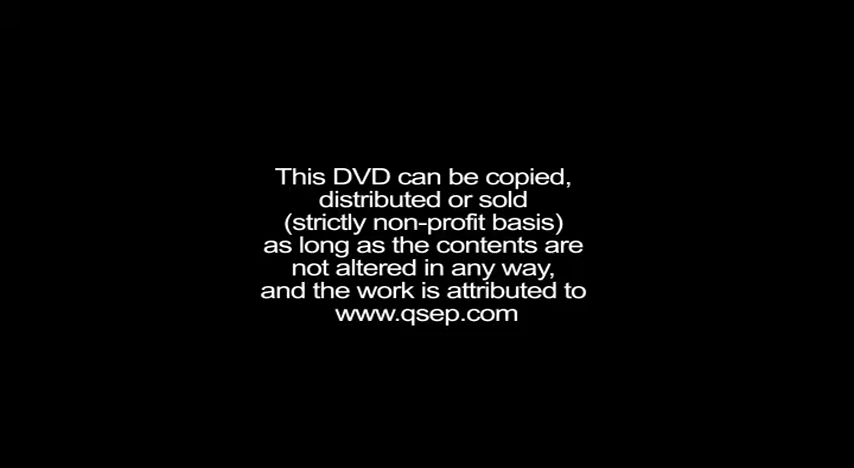 This DVD can be copied,
distributed or sold
(strictly non-profit basis)
as long as the contents are
not altered in any way,
and the work is attributed to
www.qsep.com